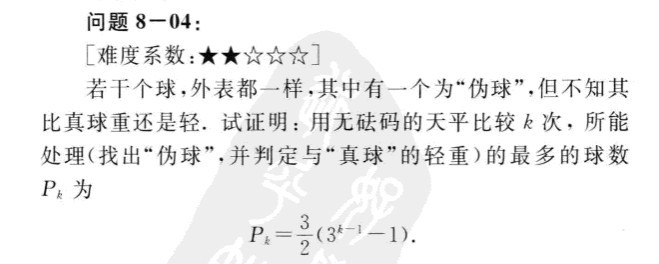 问题 8－04：
[难度系数:★★☆☆☆]
若干个球,外表都一样,其中有一个为“伪球”,但不知其
比真球重还是轻. 试证明: 用无砝码的天平比较 k 次, 所能
处理(找出“伪球”,并判定与“真球”的轻重)的最多的球数
Pₖ 为
Pₖ = 3/2 (3ᵏ⁻¹ − 1).